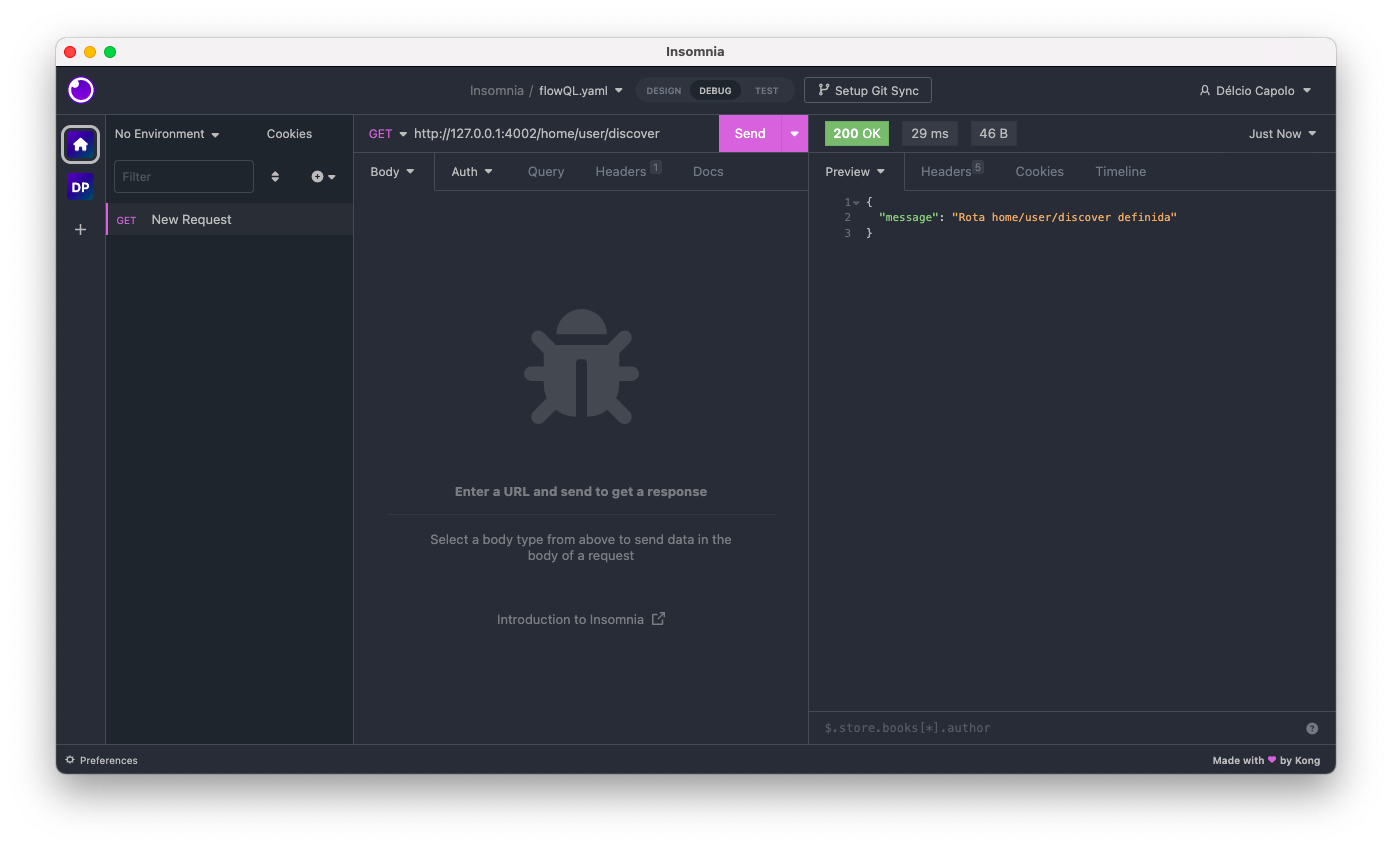 Insomnia
Insomnia / flowQL.yaml
DESIGN DEBUG TEST
Setup Git Sync
Délcio Capolo
DP
No Environment
Cookies
Filter
GET New Request
GET http://127.0.0.1:4002/home/user/discover
Send
Body Auth Query Headers 1 Docs
Enter a URL and send to get a response
Select a body type from above to send data in the
body of a request
Introduction to Insomnia
200 OK 29 ms 46 B
Just Now
Preview Headers 5 Cookies Timeline
1 {
2 "message": "Rota home/user/discover definida"
3 }
$.store.books[*].author
Preferences
Made with ♥ by Kong